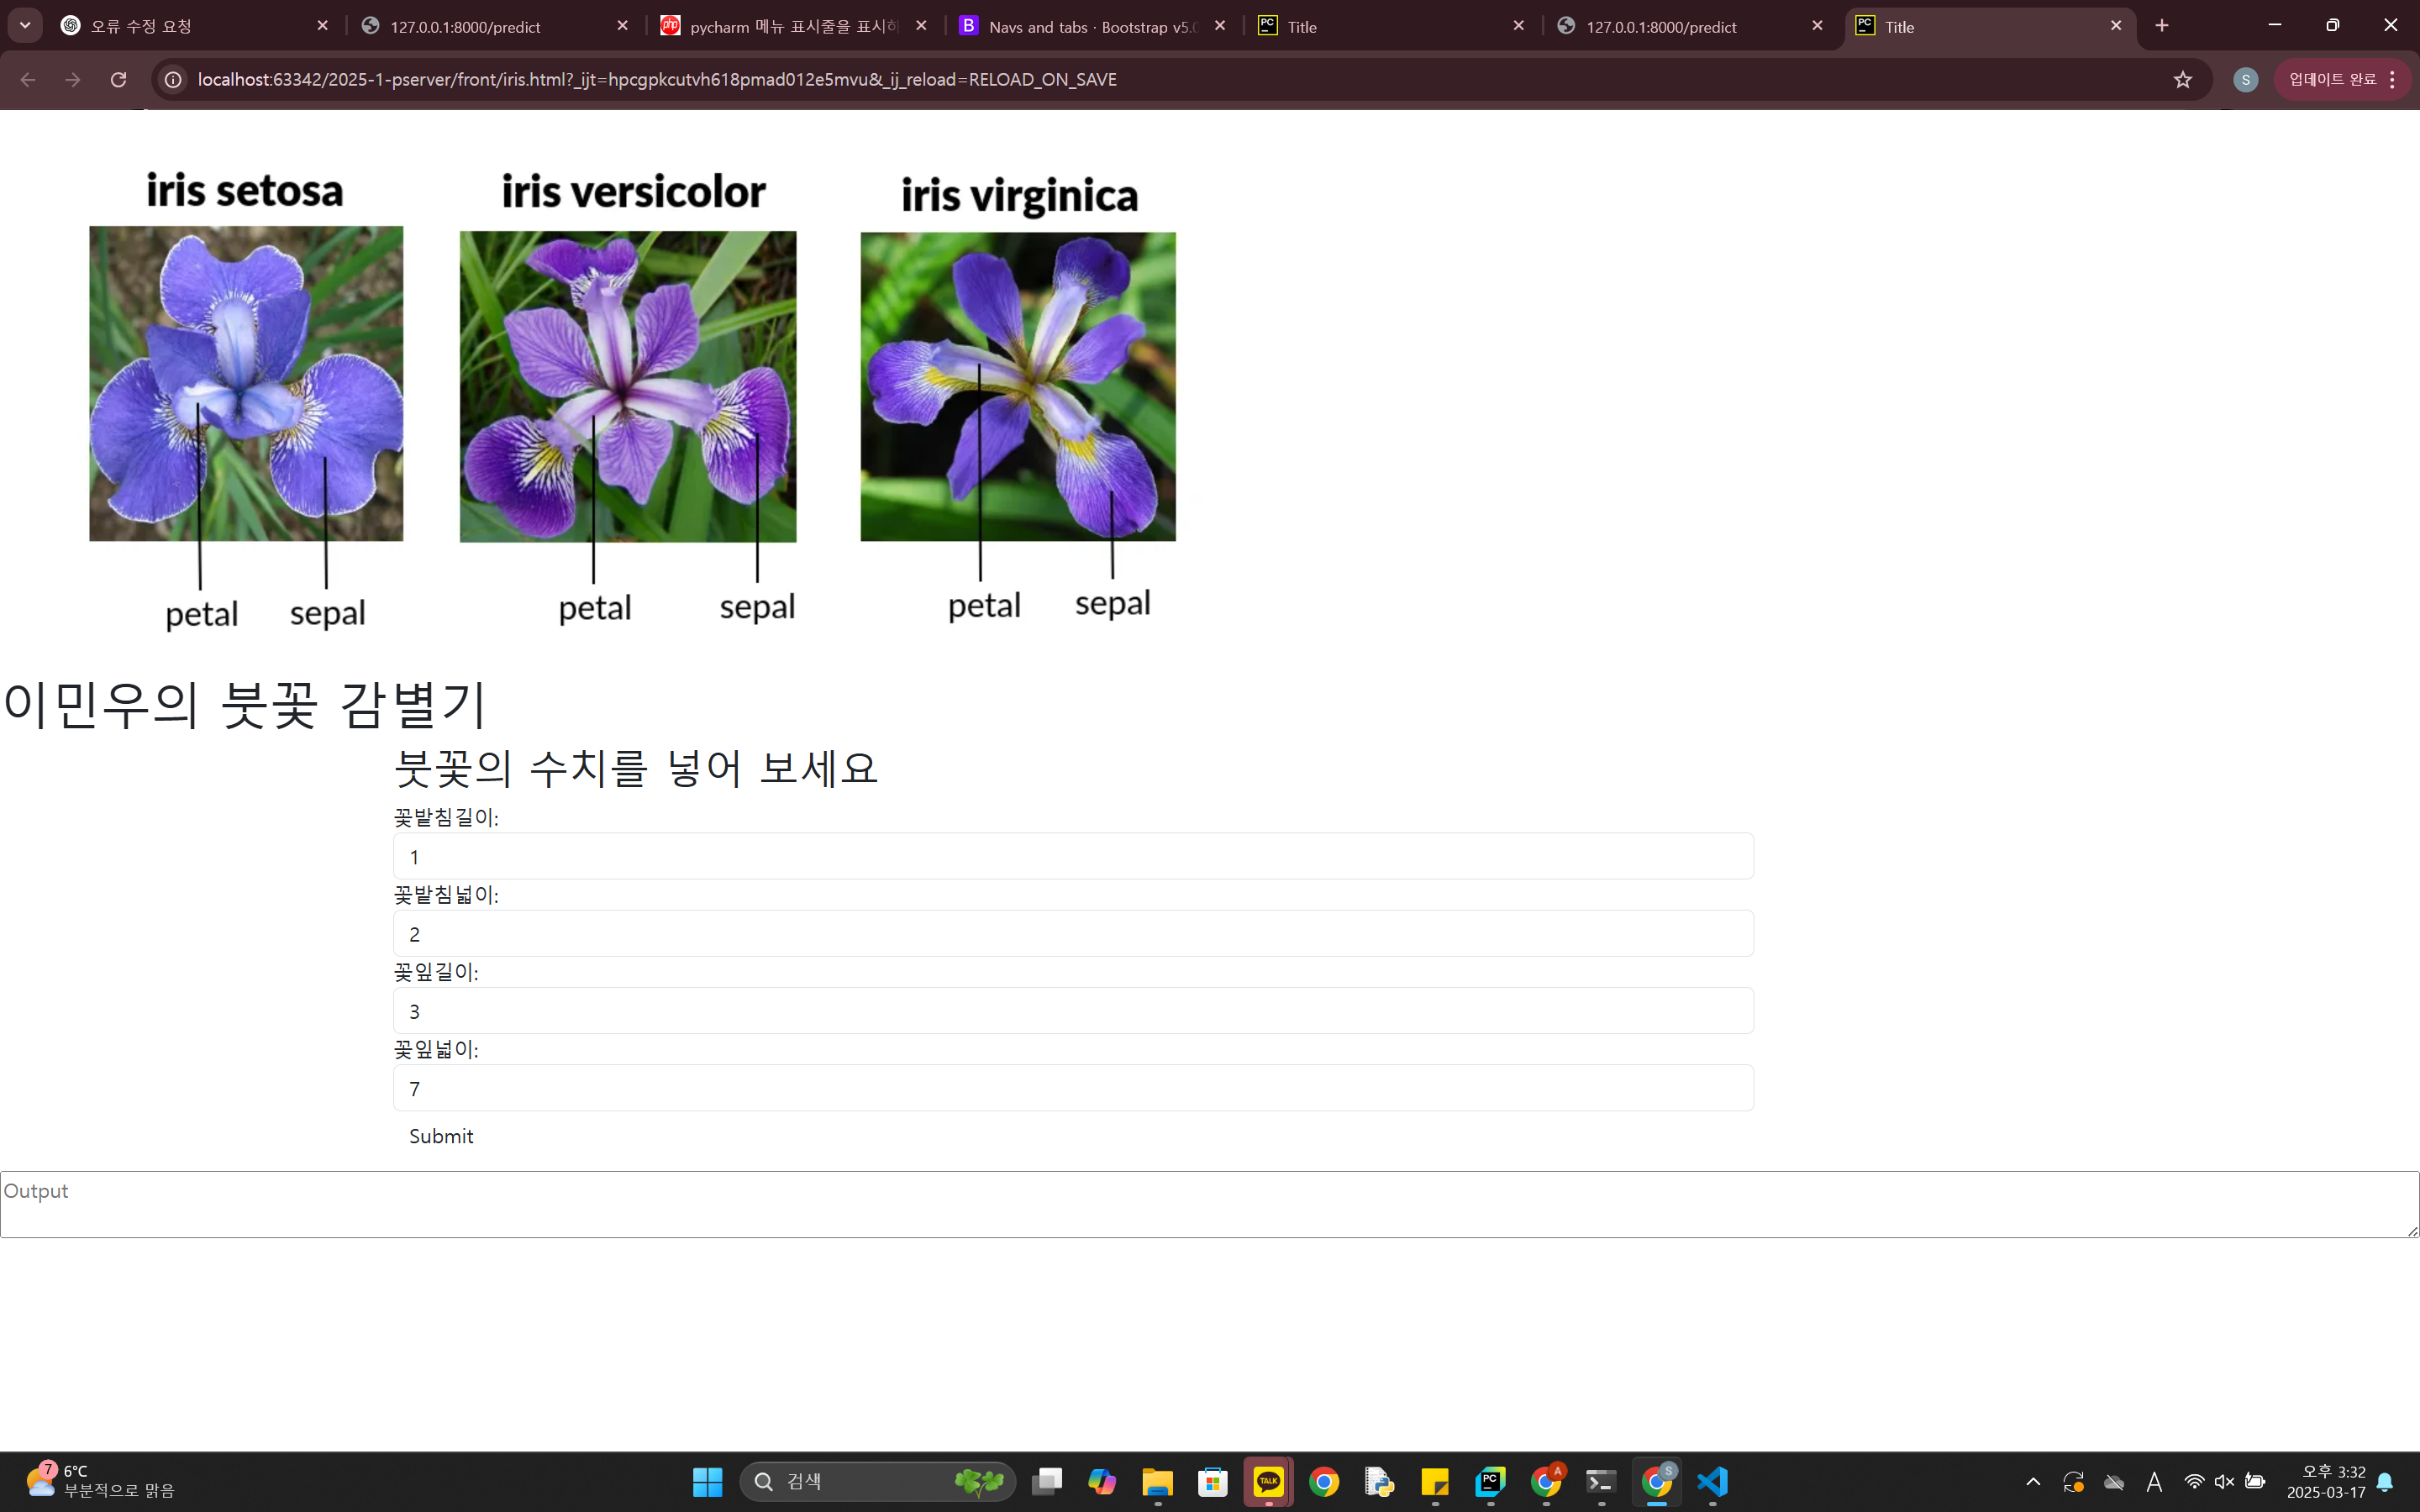 오류 수정 요청
127.0.0.1:8000/predict
pycharm 메뉴 표시줄을 표시하
Navs and tabs · Bootstrap v5.0
Title
127.0.0.1:8000/predict
Title
localhost:63342/2025-1-pserver/front/iris.html?_ijt=hpcgpkcutvh618pmad012e5mvu&_ij_reload=RELOAD_ON_SAVE
S
업데이트 완료
iris setosa
iris versicolor
iris virginica
petal
sepal
petal
sepal
petal
sepal
이민우의 붓꽃 감별기
붓꽃의 수치를 넣어 보세요
꽃밭침길이:
1
꽃밭침넓이:
2
꽃잎길이:
3
꽃잎넓이:
7
Submit
Output
7
6°C
부분적으로 맑음
검색
TALK
PC
A
S
A
오후 3:32
2025-03-17